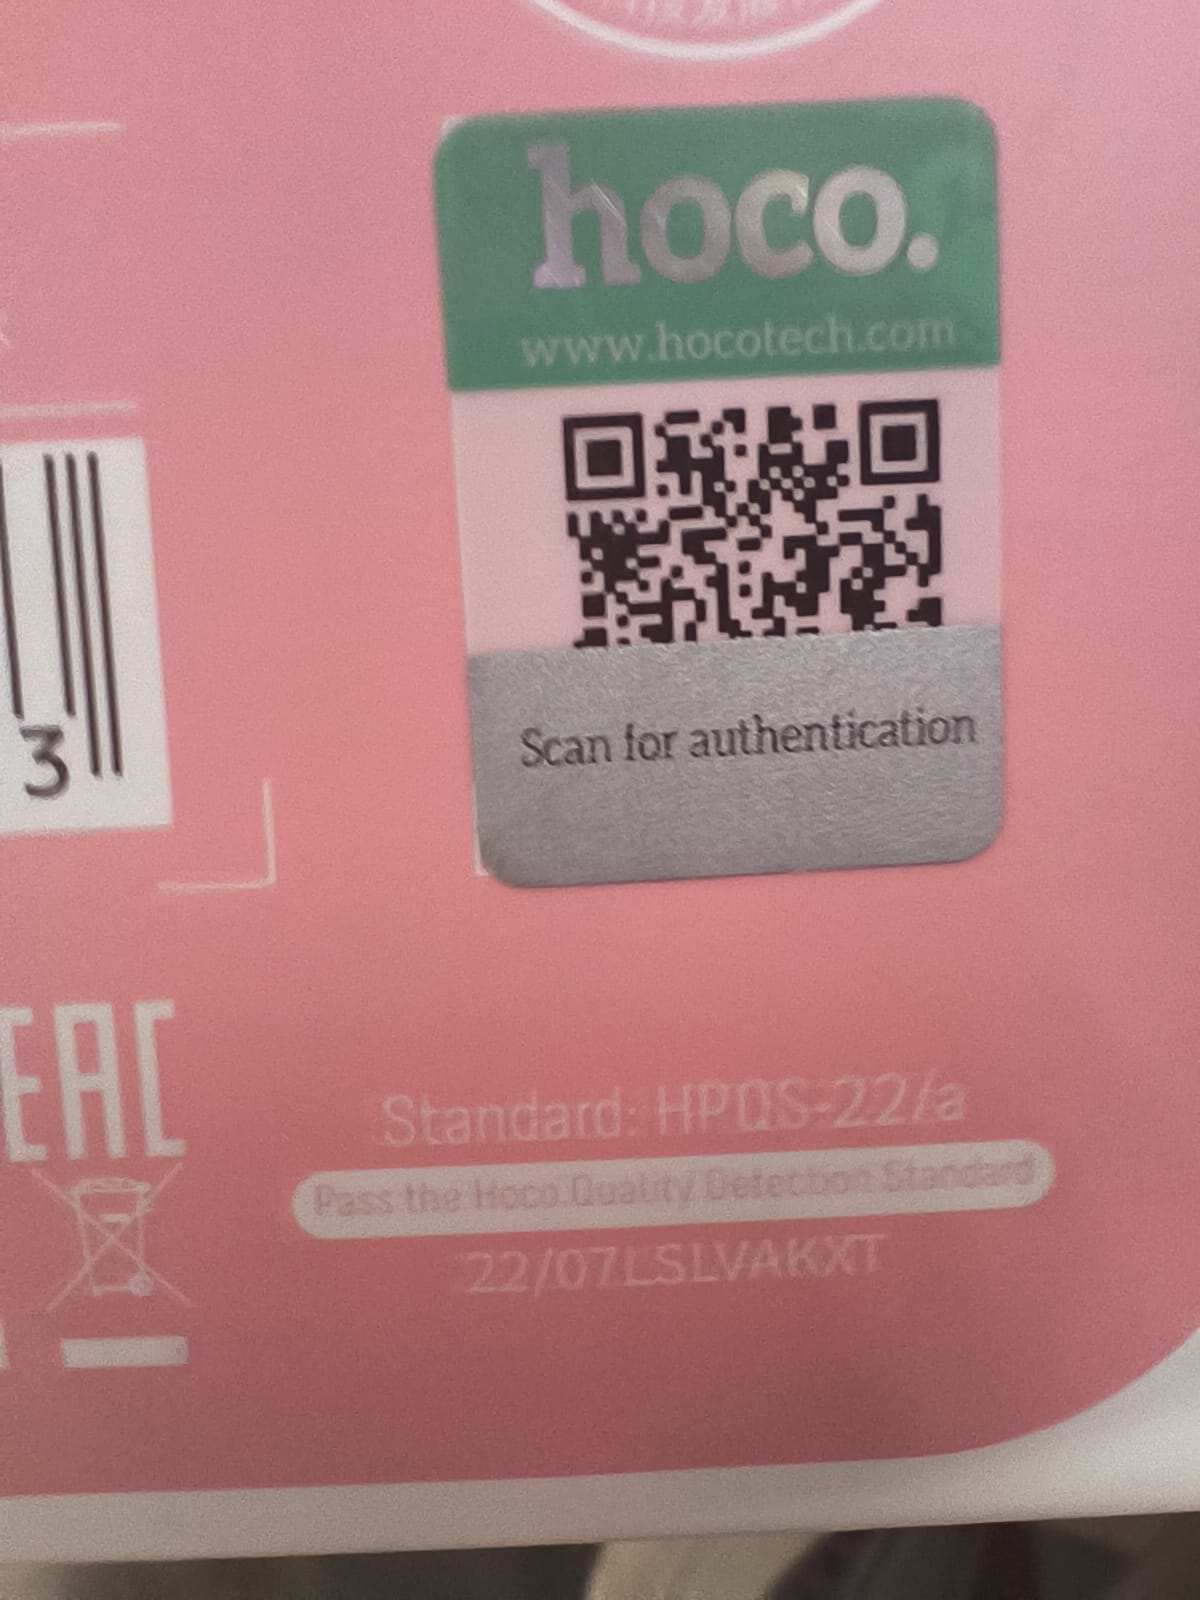 hoco.
www.hocotech.com
Scan for authentication
3
EAC
Standard: HPQS-22/a
Pass the Hoco.Quality Detection Standard
22/07LSLVAKXT